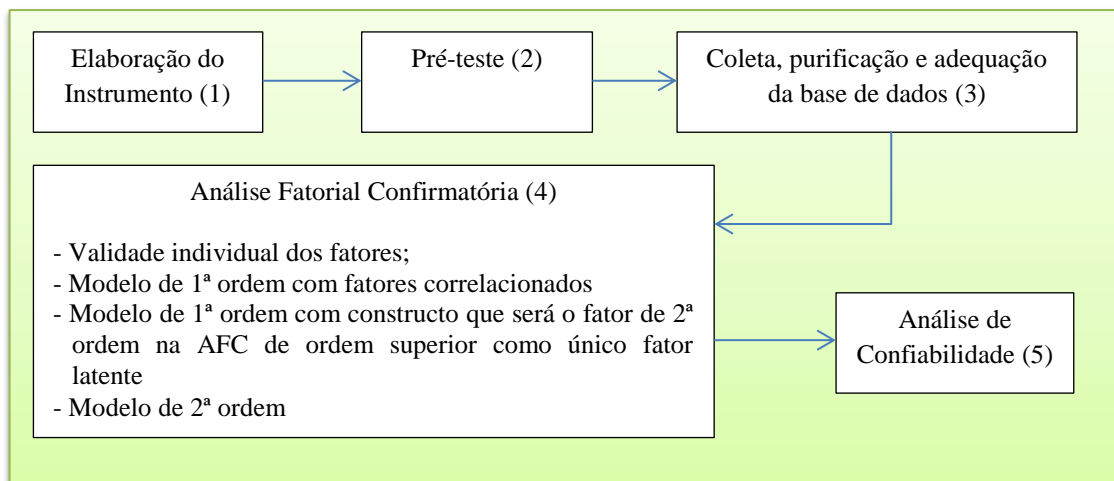 Elaboração do
Instrumento (1)
Pré-teste (2)
Coleta, purificação e adequação
da base de dados (3)
Análise Fatorial Confirmatória (4)
- Validade individual dos fatores;
- Modelo de 1ª ordem com fatores correlacionados
- Modelo de 1ª ordem com constructo que será o fator de 2ª
ordem na AFC de ordem superior como único fator
latente
- Modelo de 2ª ordem
Análise de
Confiabilidade (5)